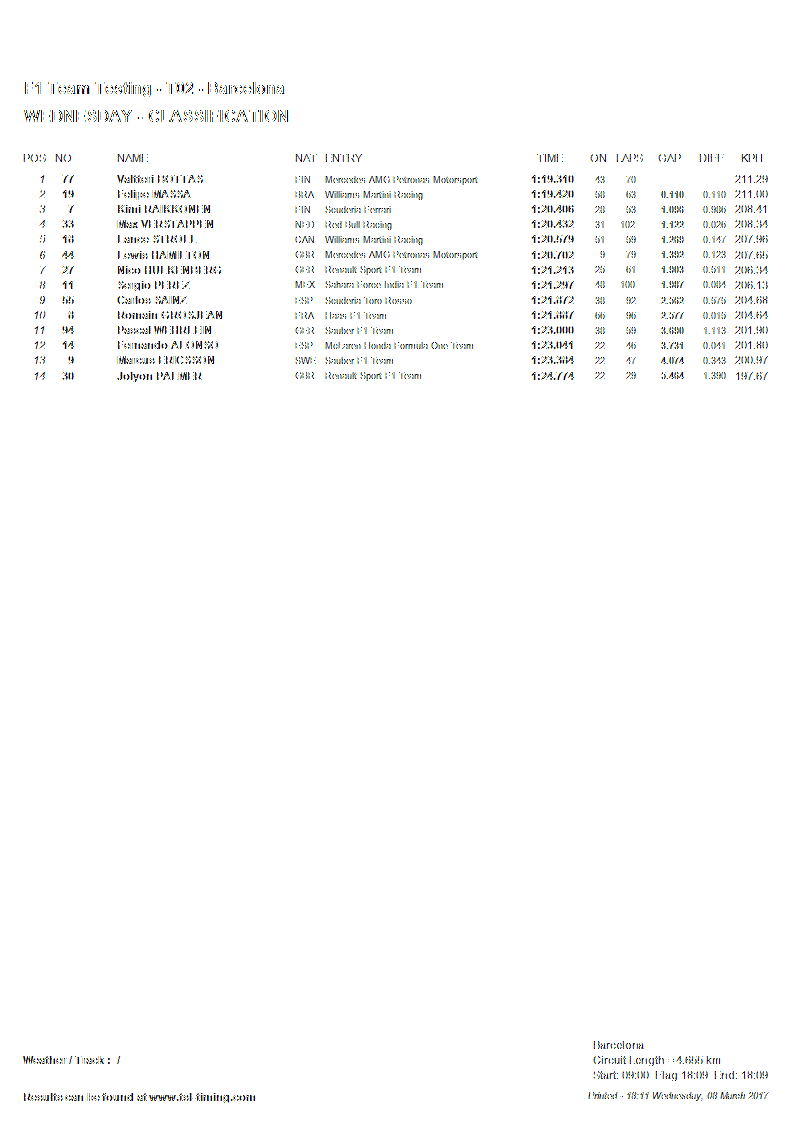 F1 Team Testing - T02 - Barcelona
WEDNESDAY - CLASSIFICATION
POS NO NAME NAT ENTRY TIME ON LAPS GAP DIFF KPH
1 77 Valtteri BOTTAS FIN Mercedes AMG Petronas Motorsport 1:19.310 43 70 211.29
2 19 Felipe MASSA BRA Williams Martini Racing 1:19.420 58 63 0.110 0.110 211.00
3 7 Kimi RAIKKONEN FIN Scuderia Ferrari 1:20.406 28 53 1.096 0.986 208.41
4 33 Max VERSTAPPEN NED Red Bull Racing 1:20.432 31 102 1.122 0.026 208.34
5 18 Lance STROLL CAN Williams Martini Racing 1:20.579 51 59 1.269 0.147 207.96
6 44 Lewis HAMILTON GBR Mercedes AMG Petronas Motorsport 1:20.702 9 79 1.392 0.123 207.65
7 27 Nico HULKENBERG GER Renault Sport F1 Team 1:21.213 25 61 1.903 0.511 206.34
8 11 Sergio PEREZ MEX Sahara Force India F1 Team 1:21.297 48 100 1.987 0.084 206.13
9 55 Carlos SAINZ ESP Scuderia Toro Rosso 1:21.872 38 92 2.562 0.575 204.68
10 8 Romain GROSJEAN FRA Haas F1 Team 1:21.887 66 96 2.577 0.015 204.64
11 94 Pascal WEHRLEIN GER Sauber F1 Team 1:23.000 38 59 3.690 1.113 201.90
12 14 Fernando ALONSO ESP McLaren Honda Formula One Team 1:23.041 22 46 3.731 0.041 201.80
13 9 Marcus ERICSSON SWE Sauber F1 Team 1:23.384 22 47 4.074 0.343 200.97
14 30 Jolyon PALMER GBR Renault Sport F1 Team 1:24.774 22 29 5.464 1.390 197.67
Barcelona
Weather / Track : / Circuit Length = 4.655 km
Start: 09:00 Flag 18:09 End: 18:09
Results can be found at www.tsl-timing.com Printed - 18:11 Wednesday, 08 March 2017